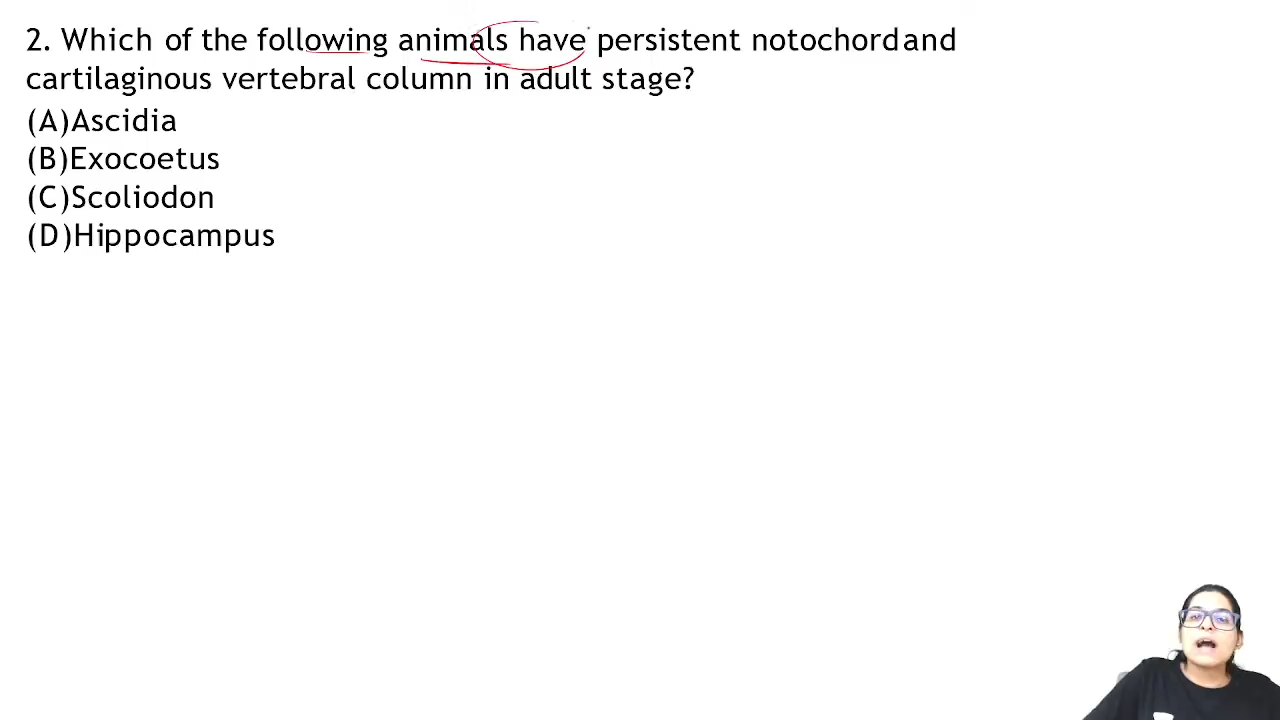 2. Which of the following animals have persistent notochord and
cartilaginous vertebral column in adult stage?
(A)Ascidia
(B)Exocoetus
(C)Scoliodon
(D)Hippocampus